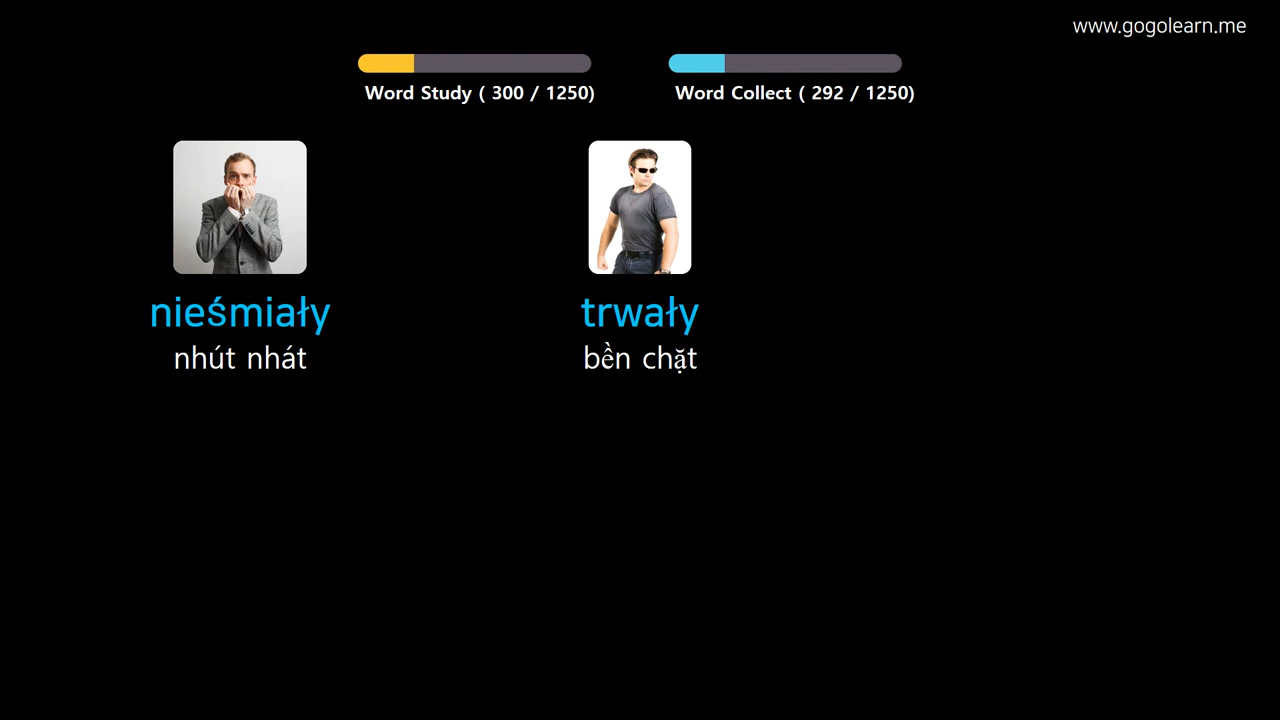 www.gogolearn.me
Word Study ( 300 / 1250)
Word Collect ( 292 / 1250)
nieśmiały
trwały
nhút nhát
bền chặt